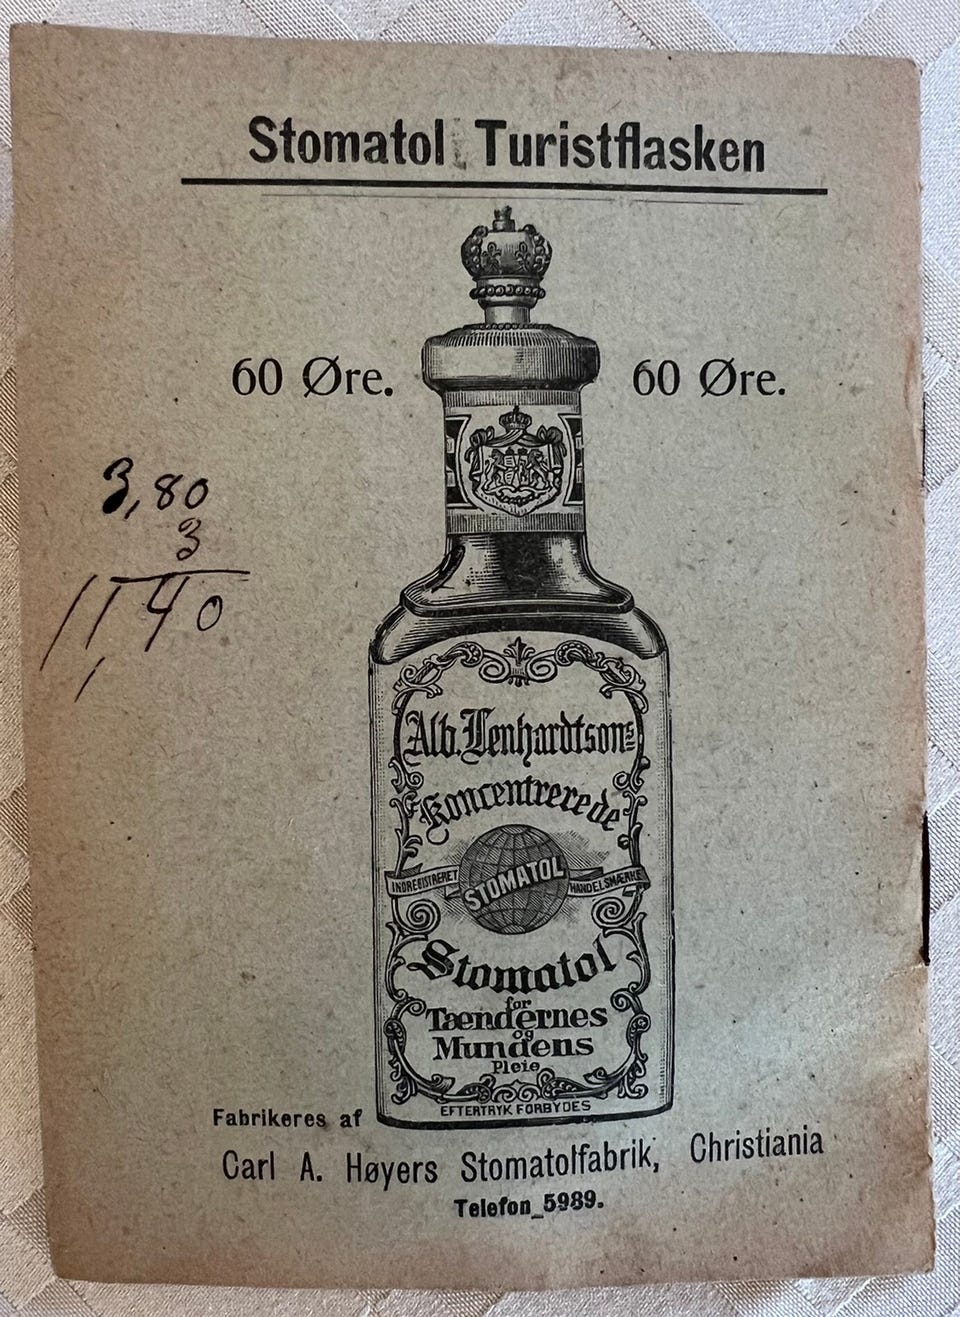 Stomatol Turistflasken
60 Øre. 60 Øre.
3,80
3
11,40
Alb. Lenhardtsons
Koncentrerede
INDREGISTRERET STOMATOL HANDELSMÆRKE
Stomatol
for
Tændernes
og
Mundens
Pleie
EFTERTRYK FORBYDES
Fabrikeres af
Carl A. Høyers Stomatolfabrik, Christiania
Telefon 5989.